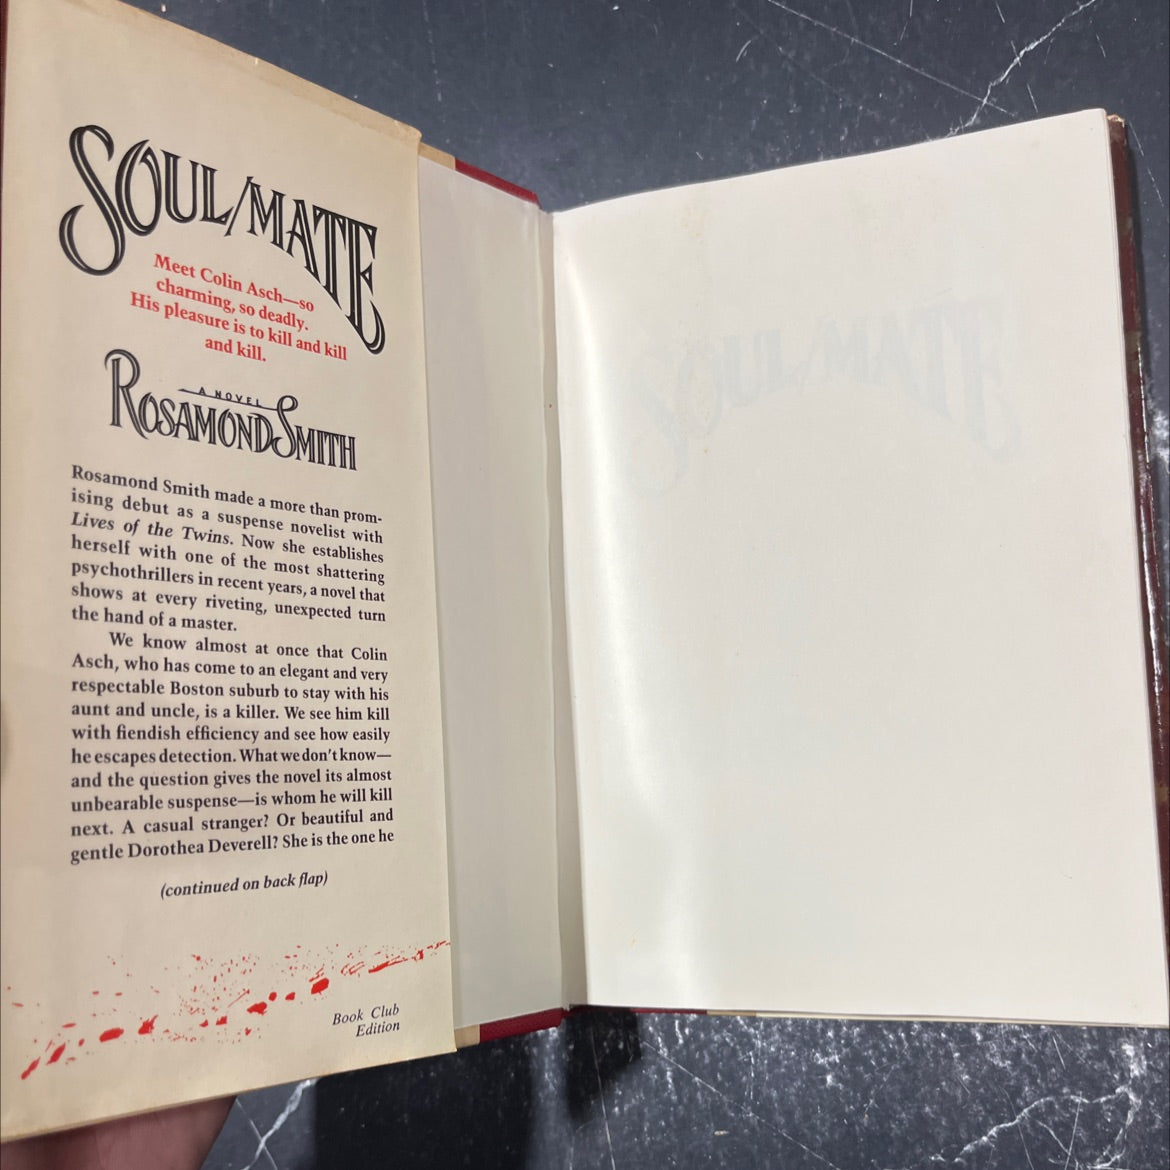 SOUL/MATE
Meet Colin Asch—so
charming, so deadly.
His pleasure is to kill and kill
and kill.
A NOVEL
ROSAMOND SMITH
Rosamond Smith made a more than prom-
ising debut as a suspense novelist with
Lives of the Twins. Now she establishes
herself with one of the most shattering
psychothrillers in recent years, a novel that
shows at every riveting, unexpected turn
the hand of a master.
We know almost at once that Colin
Asch, who has come to an elegant and very
respectable Boston suburb to stay with his
aunt and uncle, is a killer. We see him kill
with fiendish efficiency and see how easily
he escapes detection. What we don't know—
and the question gives the novel its almost
unbearable suspense—is whom he will kill
next. A casual stranger? Or beautiful and
gentle Dorothea Deverell? She is the one he
(continued on back flap)
Book Club
Edition